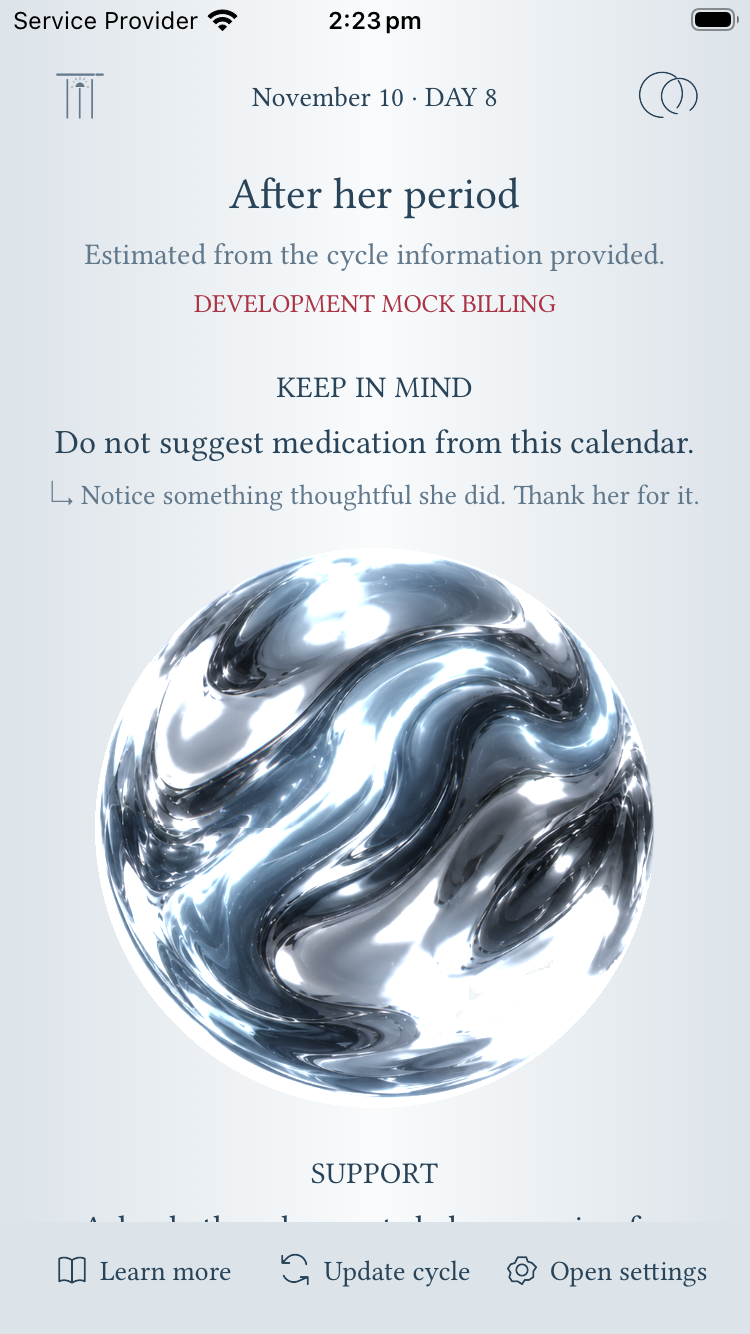 Service Provider 2:23 pm
November 10 · DAY 8
After her period
Estimated from the cycle information provided.
DEVELOPMENT MOCK BILLING
KEEP IN MIND
Do not suggest medication from this calendar.
Notice something thoughtful she did. Thank her for it.
SUPPORT
Learn more Update cycle Open settings